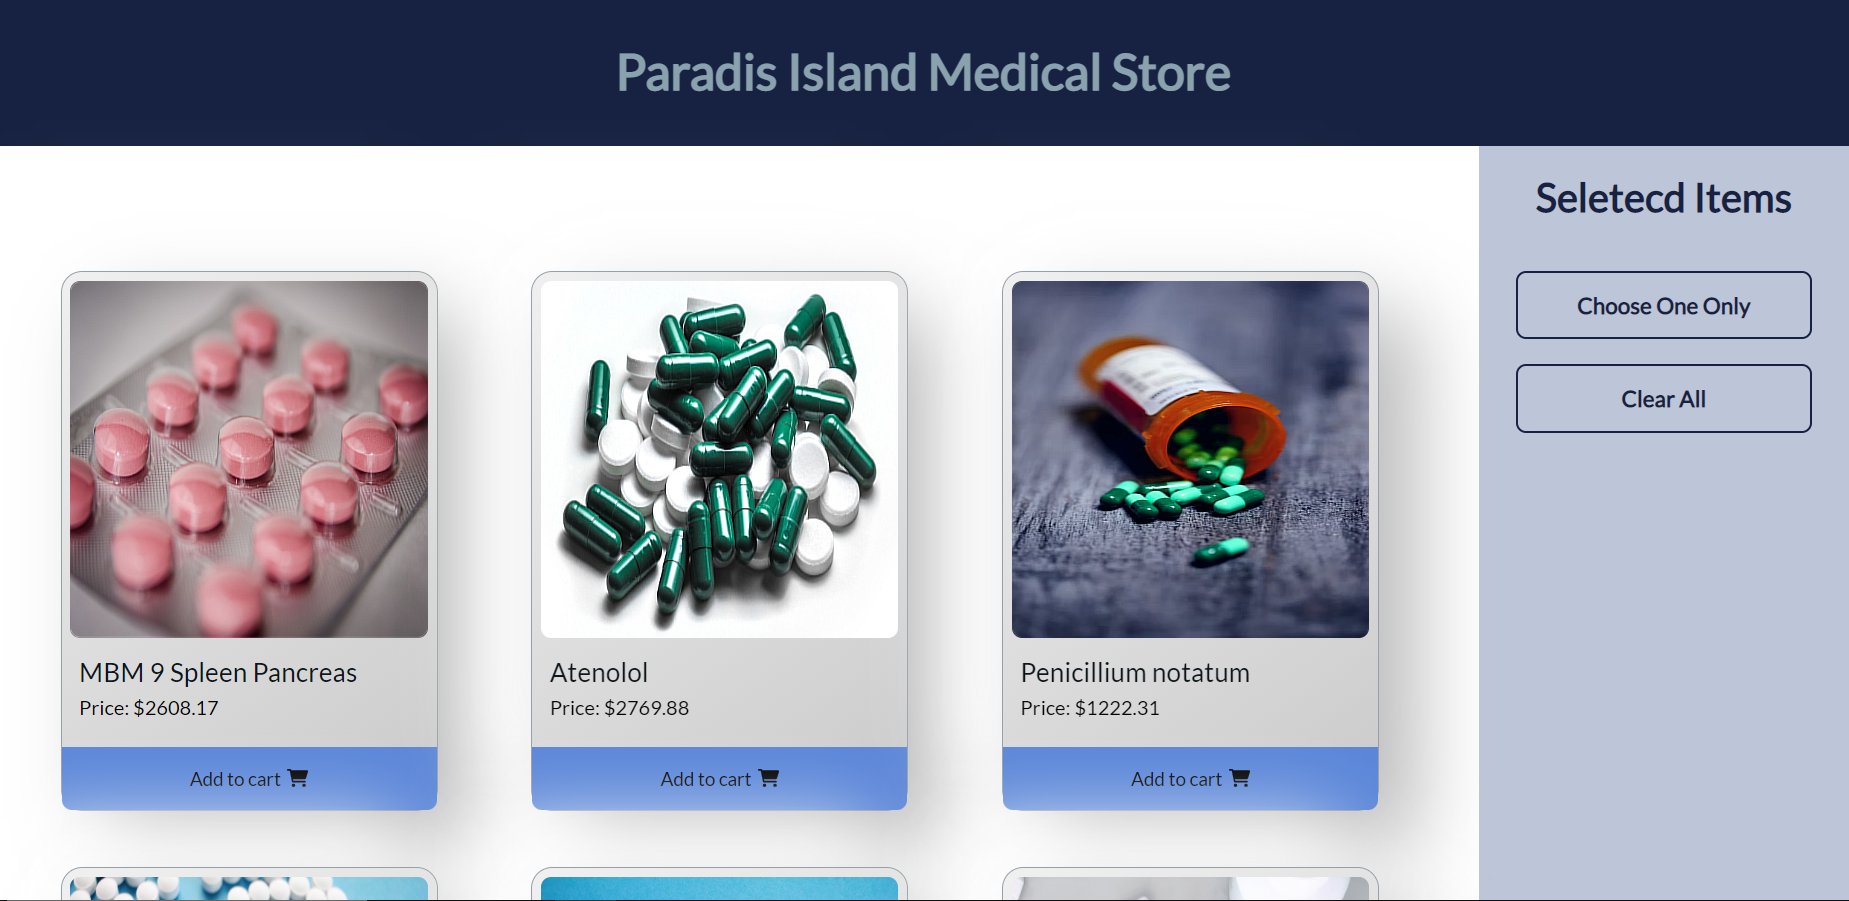 Paradis Island Medical Store
Seletecd Items
Choose One Only
Clear All
MBM 9 Spleen Pancreas
Price: $2608.17
Add to cart
Atenolol
Price: $2769.88
Add to cart
Penicillium notatum
Price: $1222.31
Add to cart